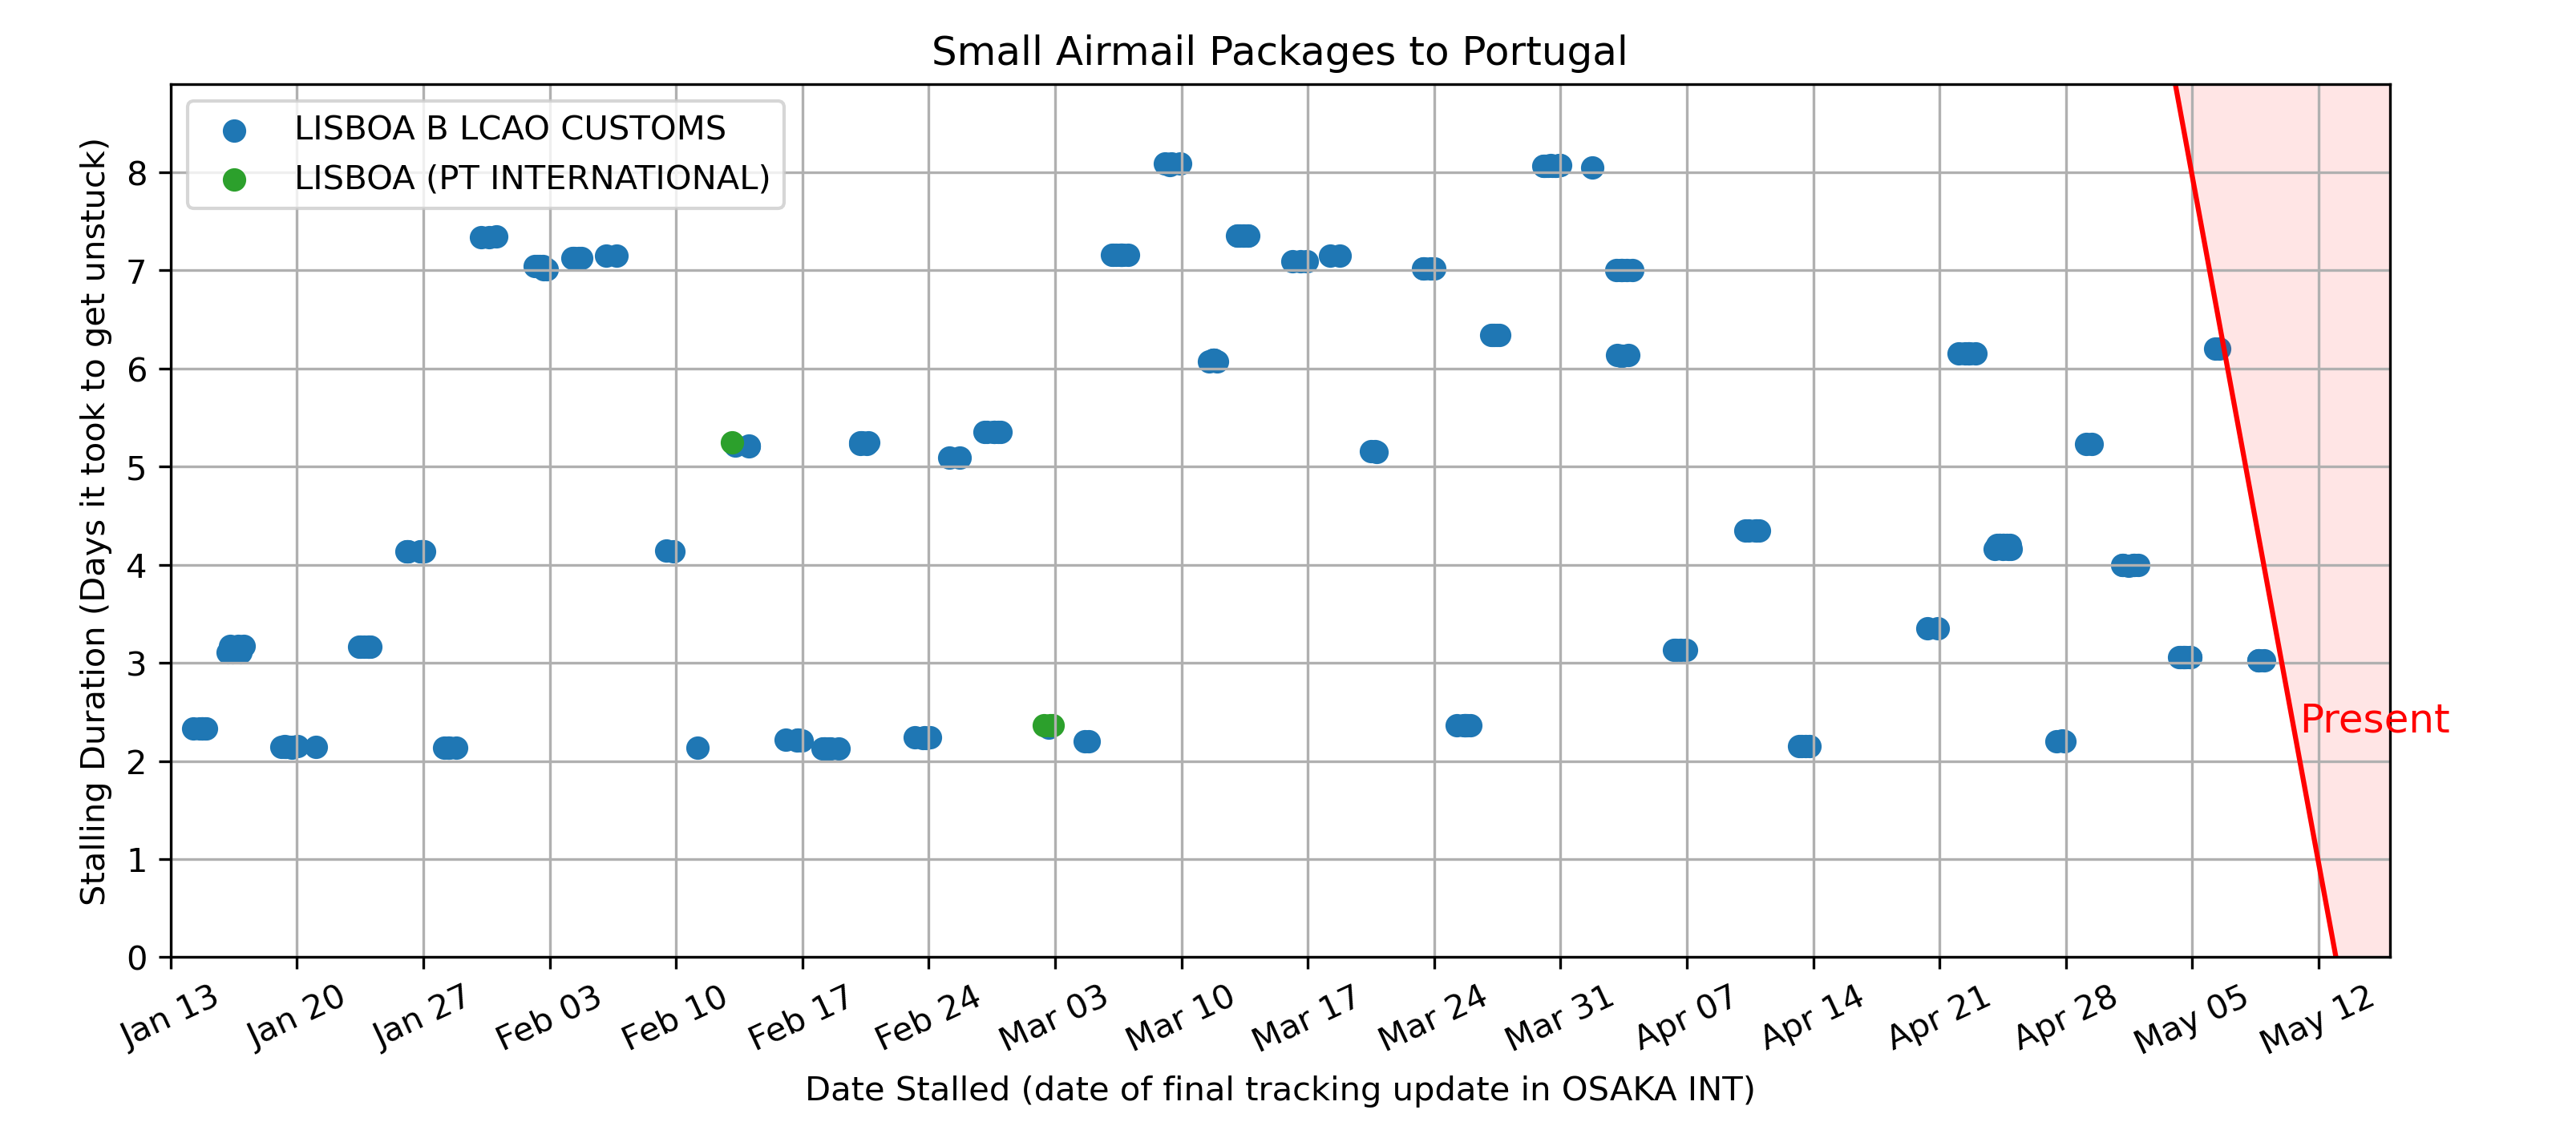 Small Airmail Packages to Portugal
LISBOA B LCAO CUSTOMS
LISBOA (PT INTERNATIONAL)
Stalling Duration (Days it took to get unstuck)
8
7
6
5
4
3
2
1
0
Present
Jan 13
Jan 20
Jan 27
Feb 03
Feb 10
Feb 17
Feb 24
Mar 03
Mar 10
Mar 17
Mar 24
Mar 31
Apr 07
Apr 14
Apr 21
Apr 28
May 05
May 12
Date Stalled (date of final tracking update in OSAKA INT)